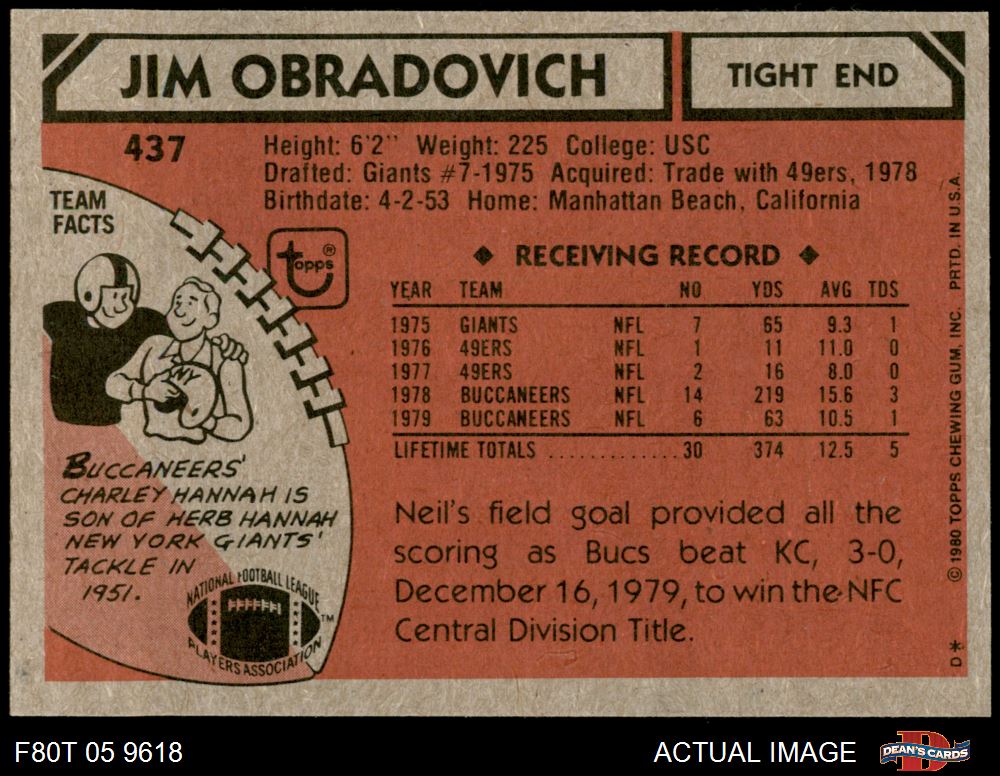 JIM OBRADOVICH
TIGHT END
437
Height: 6'2" Weight: 225 College: USC
Drafted: Giants #7-1975 Acquired: Trade with 49ers, 1978
Birthdate: 4-2-53 Home: Manhattan Beach, California
TEAM
FACTS
topps®
◆ RECEIVING RECORD ◆
YEAR TEAM NO YDS AVG TDS
1975 GIANTS NFL 7 65 9.3 1
1976 49ERS NFL 1 11 11.0 0
1977 49ERS NFL 2 16 8.0 0
1978 BUCCANEERS NFL 14 219 15.6 3
1979 BUCCANEERS NFL 6 63 10.5 1
LIFETIME TOTALS ............ 30 374 12.5 5
NY
BUCCANEERS'
CHARLEY HANNAH IS
SON OF HERB HANNAH
NEW YORK GIANTS'
TACKLE IN
1951.
NATIONAL FOOTBALL LEAGUE
PLAYERS ASSOCIATION
TM
Neil's field goal provided all the
scoring as Bucs beat KC, 3-0,
December 16, 1979, to win the NFC
Central Division Title.
D* © 1980 TOPPS CHEWING GUM, INC. PRTD. IN U.S.A.
F80T 05 9618
ACTUAL IMAGE
D
DEAN'S CARDS